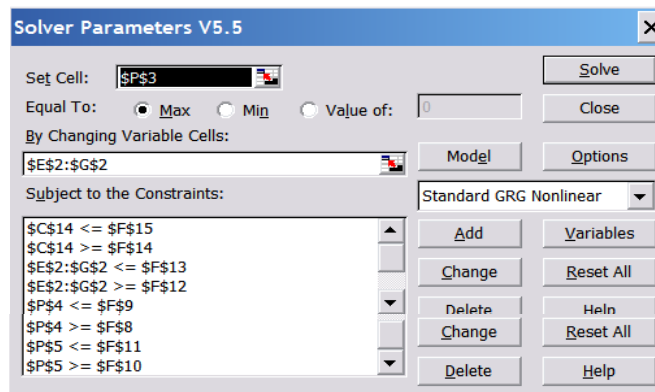 Solver Parameters V5.5
Set Cell: $P$3 Solve
Equal To: Max Min Value of: 0 Close
By Changing Variable Cells:
$E$2:$G$2 Model Options
Subject to the Constraints: Standard GRG Nonlinear
$C$14 <= $F$15 Add Variables
$C$14 >= $F$14
$E$2:$G$2 <= $F$13 Change Reset All
$E$2:$G$2 >= $F$12
$P$4 <= $F$9 Delete Help
$P$4 >= $F$8 Change Reset All
$P$5 <= $F$11
$P$5 >= $F$10 Delete Help